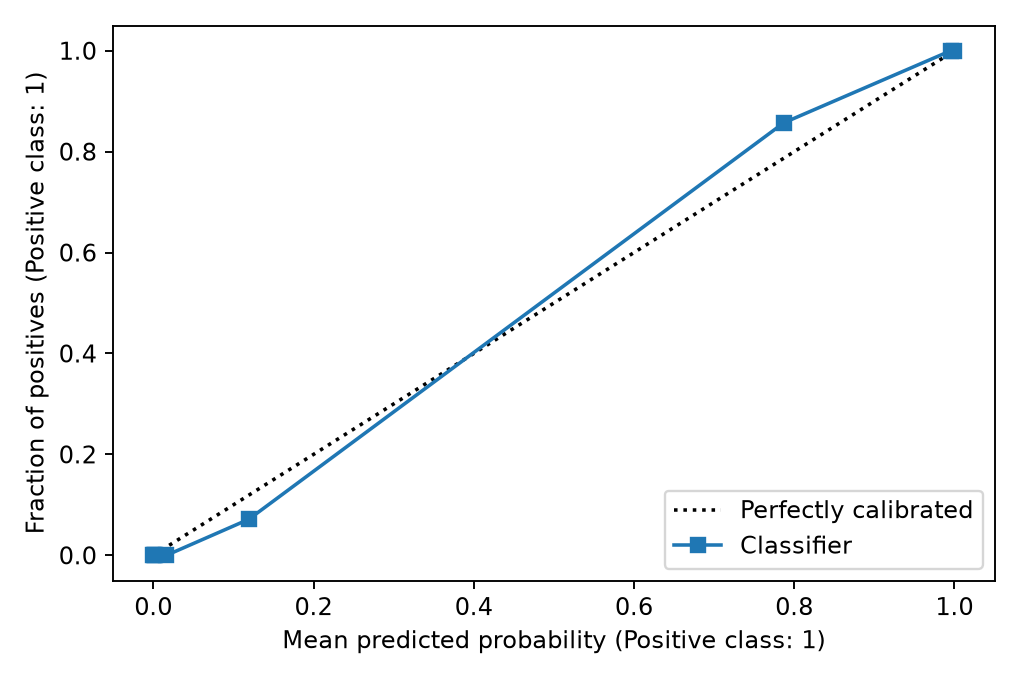 1.0
0.8
0.6
0.4
0.2
0.0
Fraction of positives (Positive class: 1)
Perfectly calibrated
Classifier
0.0 0.2 0.4 0.6 0.8 1.0
Mean predicted probability (Positive class: 1)